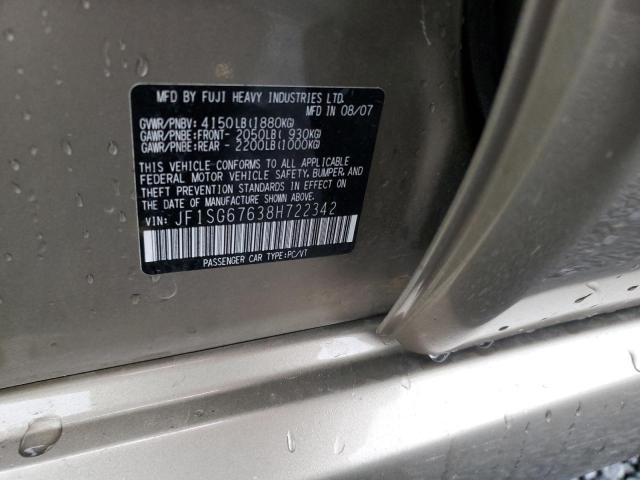 MFD BY FUJI HEAVY INDUSTRIES LTD.
MFD IN 08/07
GVWR/PNBV: 4150LB(1880KG)
GAWR/PNBE:FRONT- 2050LB( 930KG)
GAWR/PNBE:REAR - 2200LB(1000KG)
THIS VEHICLE CONFORMS TO ALL APPLICABLE
FEDERAL MOTOR VEHICLE SAFETY, BUMPER, AND
THEFT PREVENTION STANDARDS IN EFFECT ON
THE DATE OF MANUFACTURE SHOWN ABOVE.
VIN: JF1SG67638H722342
PASSENGER CAR TYPE:PC/VT